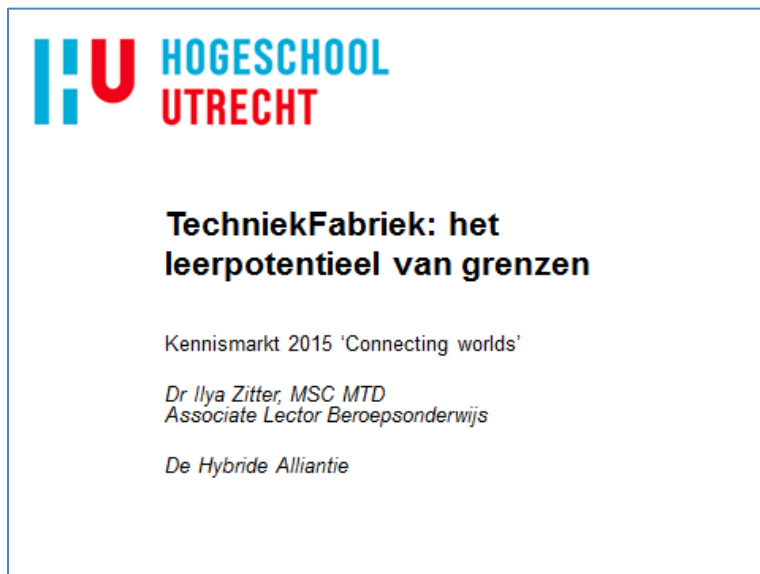 HU HOGESCHOOL
UTRECHT
TechniekFabriek: het
leerpotentieel van grenzen
Kennismarkt 2015 ‘Connecting worlds’
Dr Ilya Zitter, MSC MTD
Associate Lector Beroepsonderwijs
De Hybride Alliantie